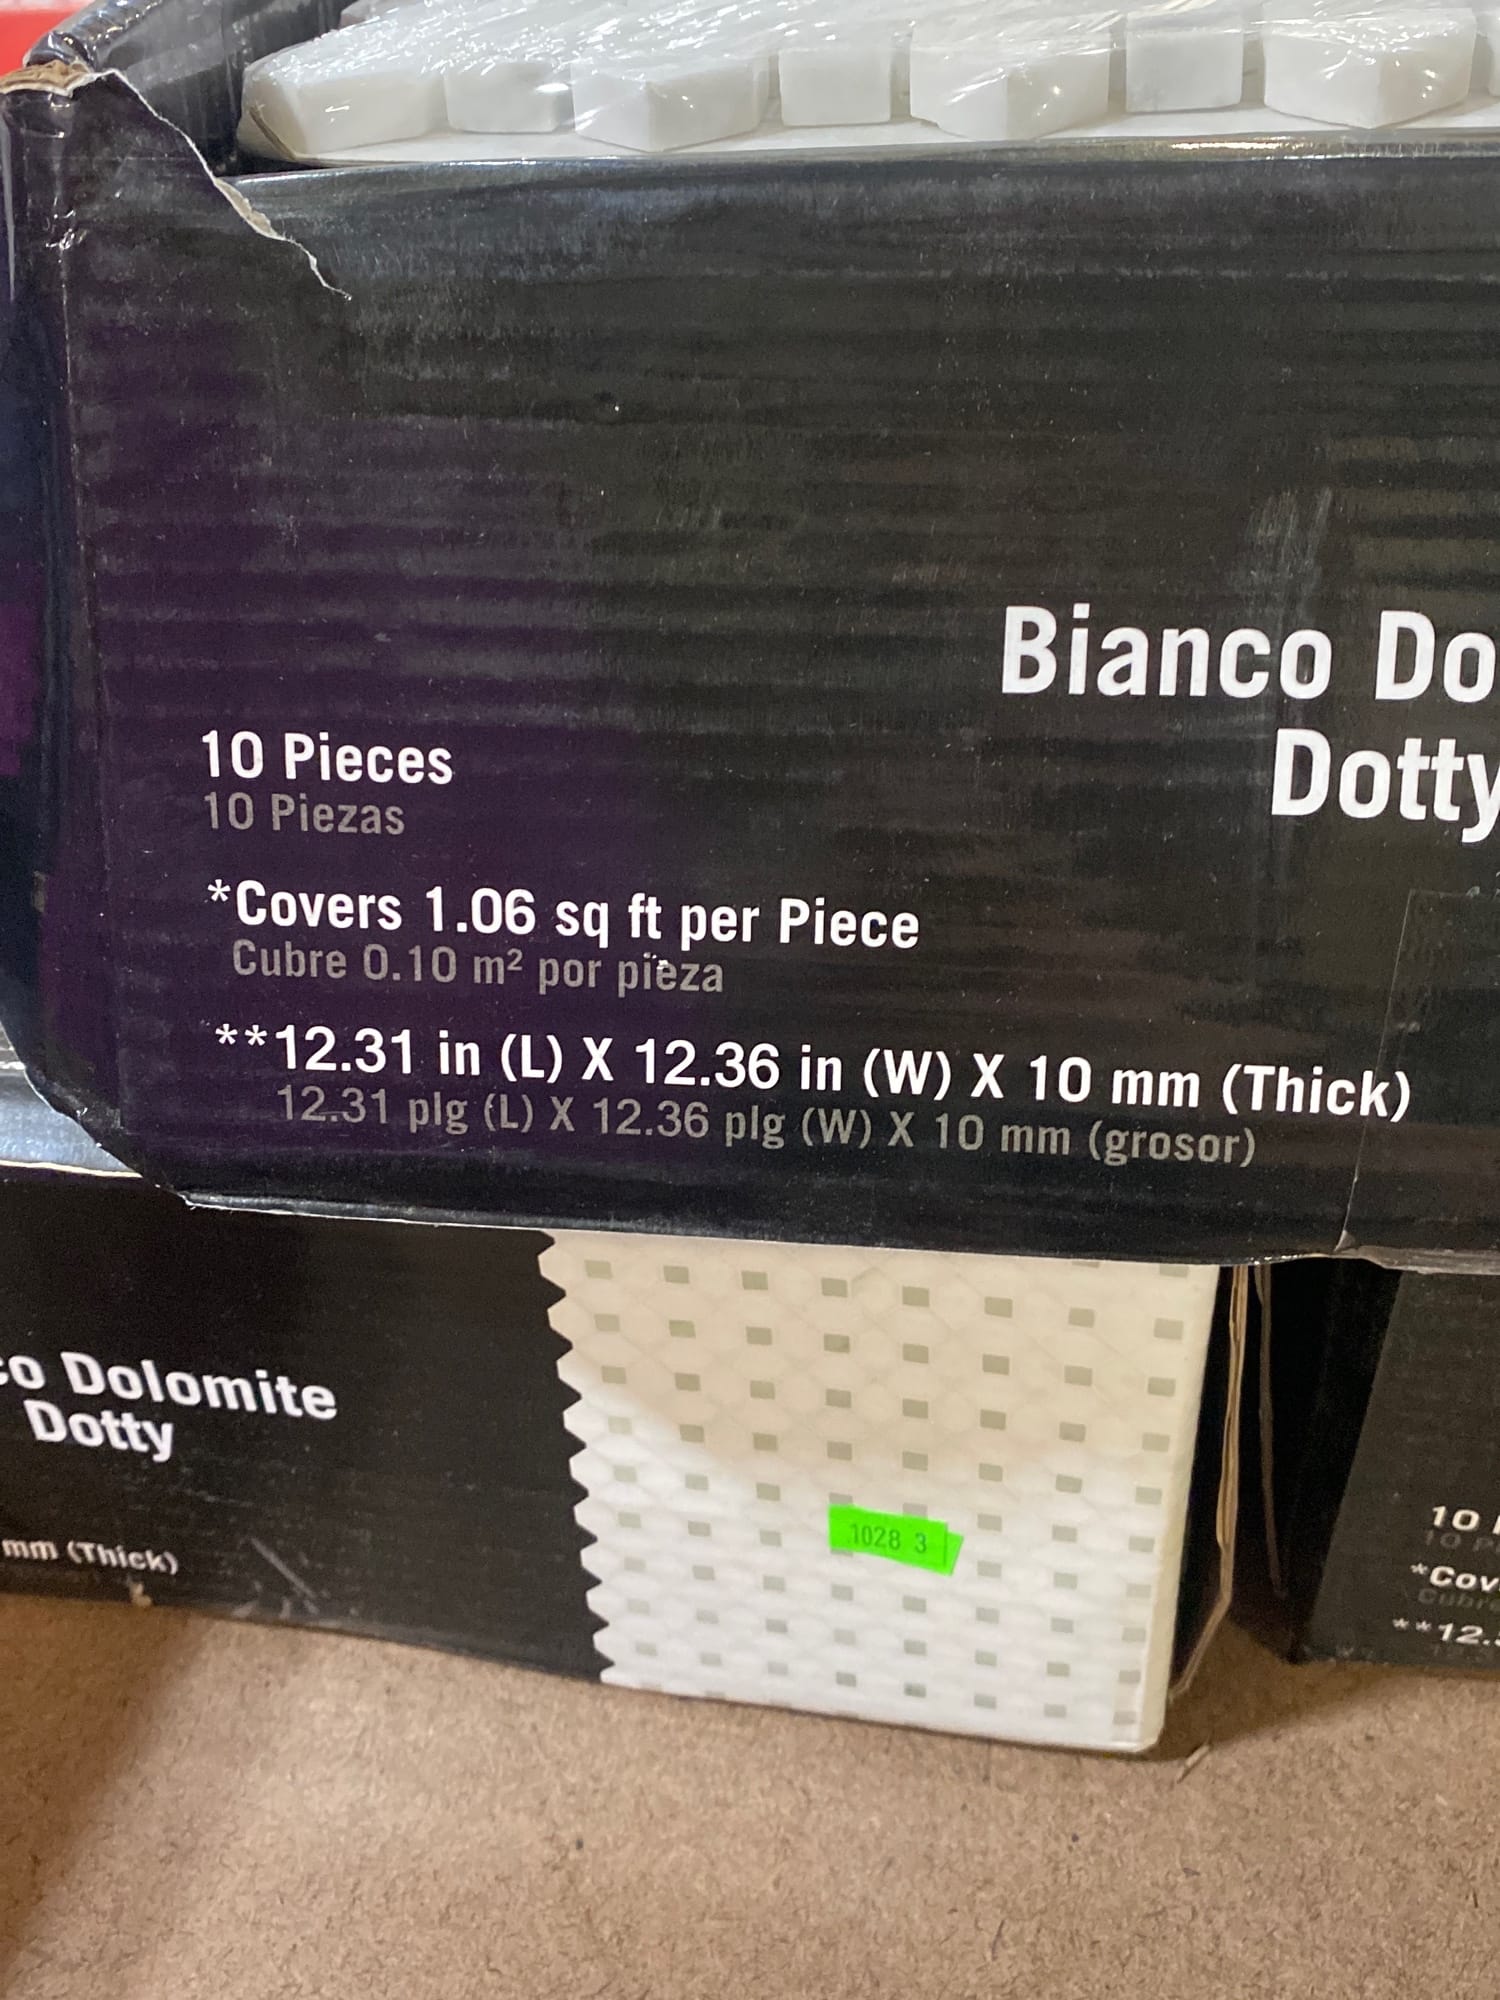 Bianco Do
Dotty
10 Pieces
10 Piezas
*Covers 1.06 sq ft per Piece
Cubre 0.10 m² por pieza
**12.31 in (L) X 12.36 in (W) X 10 mm (Thick)
12.31 plg (L) X 12.36 plg (W) X 10 mm (grosor)
co Dolomite
Dotty
mm (Thick)
1028 3
10
*Cov
Cubre
**12.